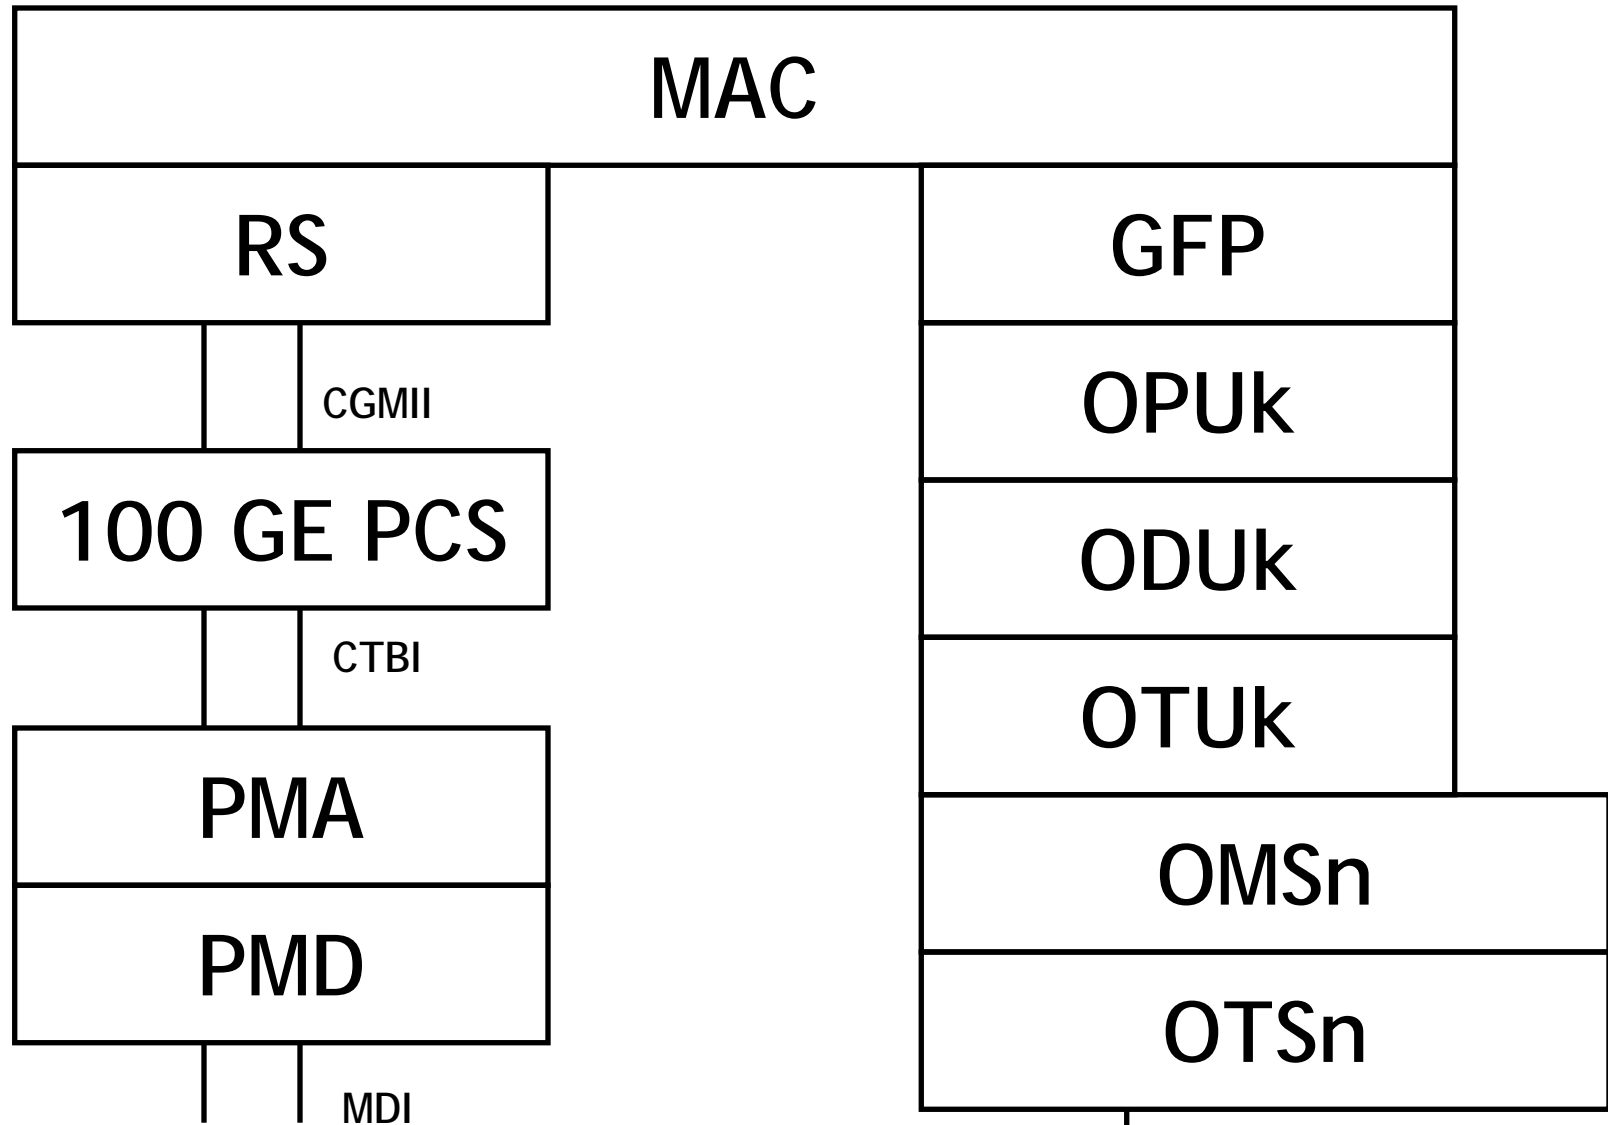 MAC
RS
CGMII
100 GE PCS
CTBI
PMA
PMD
MDI
GFP
OPUk
ODUk
OTUk
OMSn
OTSn